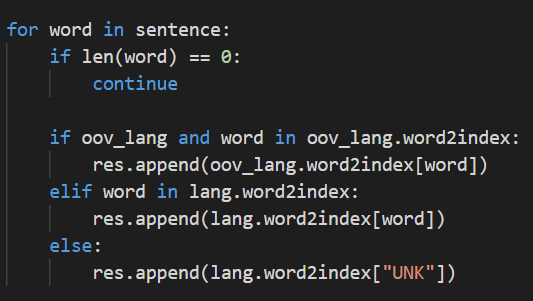 for word in sentence:
    if len(word) == 0:
        continue

    if oov_lang and word in oov_lang.word2index:
        res.append(oov_lang.word2index[word])
    elif word in lang.word2index:
        res.append(lang.word2index[word])
    else:
        res.append(lang.word2index["UNK"])